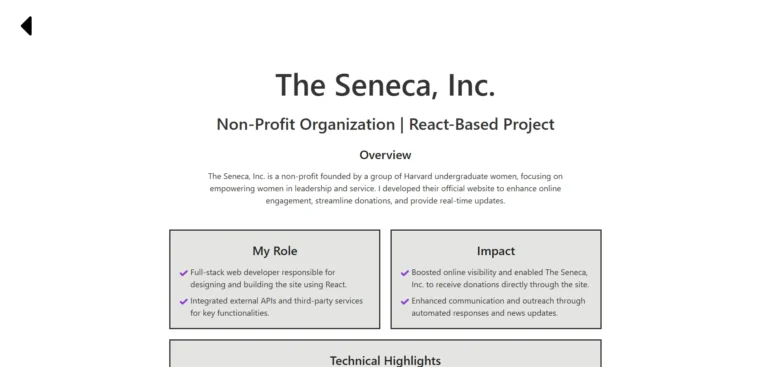 The Seneca, Inc.
Non-Profit Organization | React-Based Project
Overview
The Seneca, Inc. is a non-profit founded by a group of Harvard undergraduate women, focusing on
empowering women in leadership and service. I developed their official website to enhance online
engagement, streamline donations, and provide real-time updates.
My Role
Full-stack web developer responsible for
designing and building the site using React.
Integrated external APIs and third-party services
for key functionalities.
Impact
Boosted online visibility and enabled The Seneca,
Inc. to receive donations directly through the site.
Enhanced communication and outreach through
automated responses and news updates.
Technical Highlights